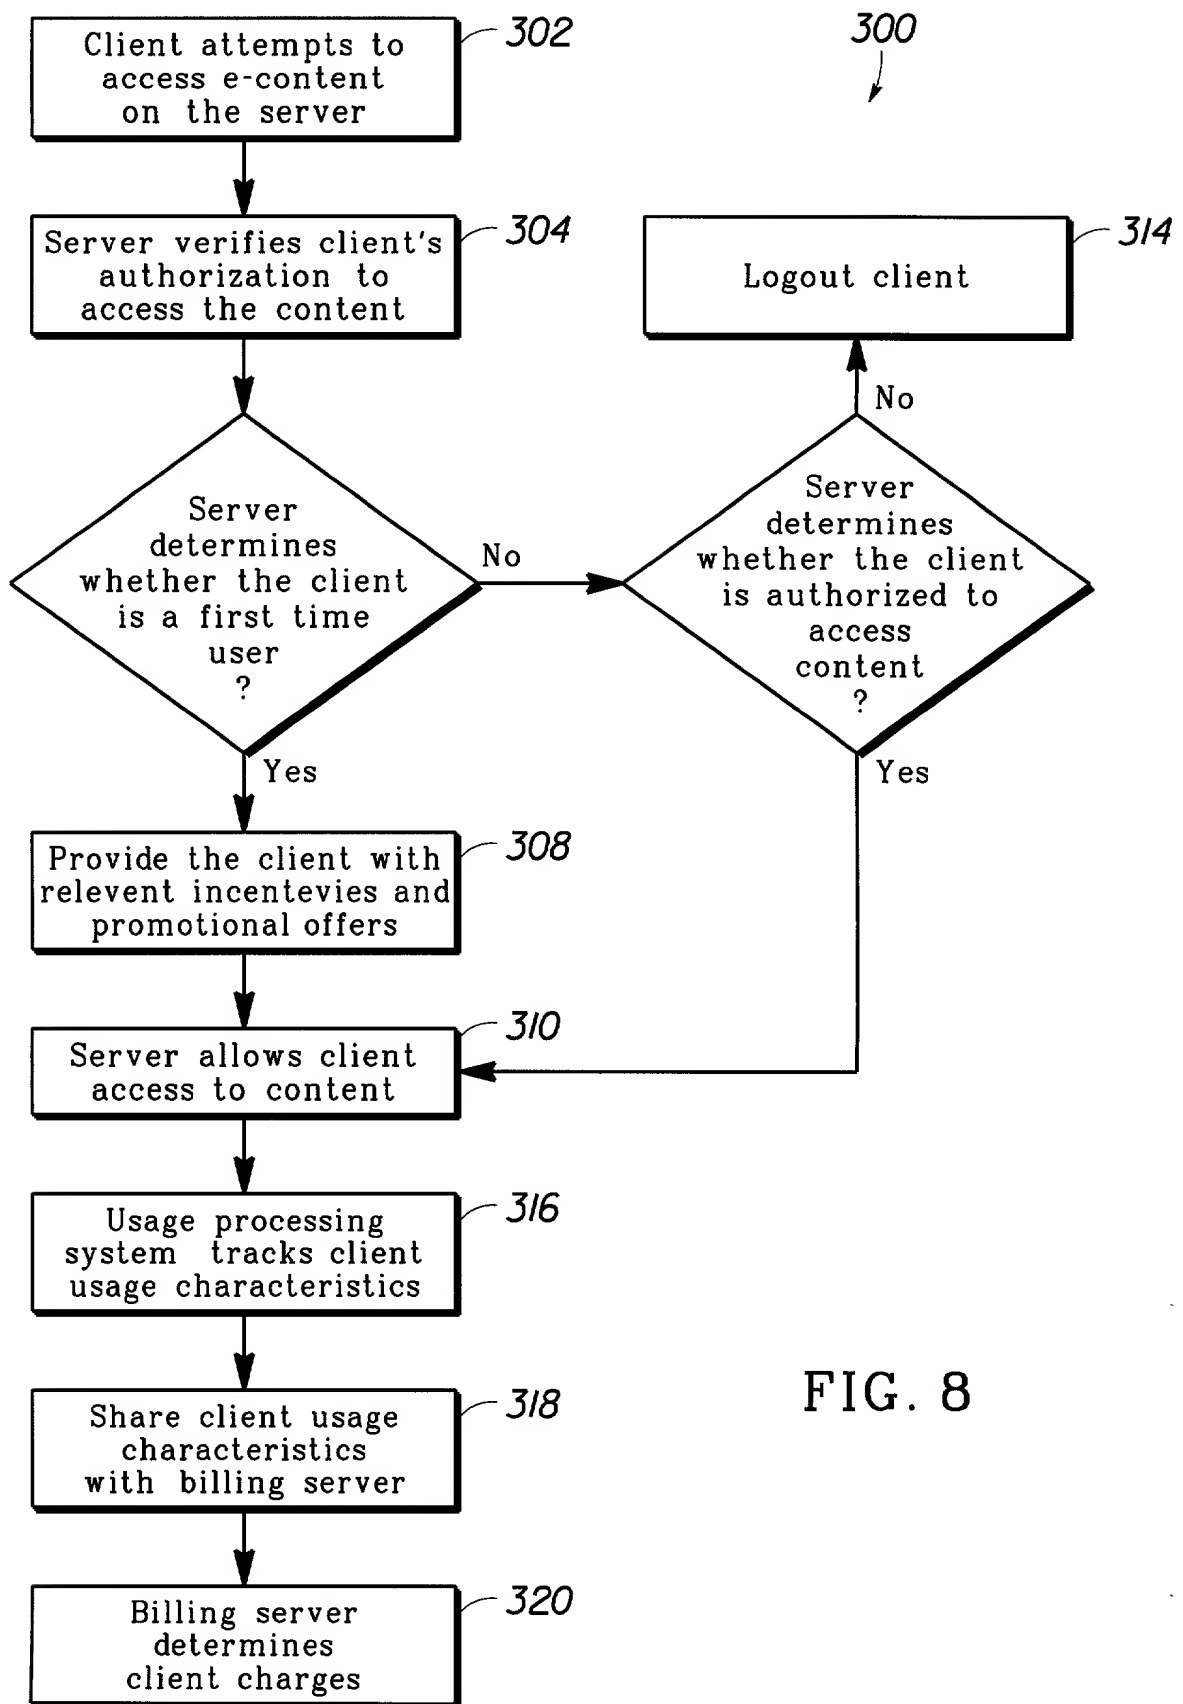 Client attempts to
access e-content
on the server
302
300
Server verifies client's
authorization to
access the content
304
Logout client
314
No
Server
determines
whether the client
is a first time
user
?
No
Server
determines
whether the client
is authorized to
access
content
?
Yes
Yes
Provide the client with
relevent incentevies and
promotional offers
308
Server allows client
access to content
310
Usage processing
system tracks client
usage characteristics
316
Share client usage
characteristics
with billing server
318
FIG. 8
Billing server
determines
client charges
320